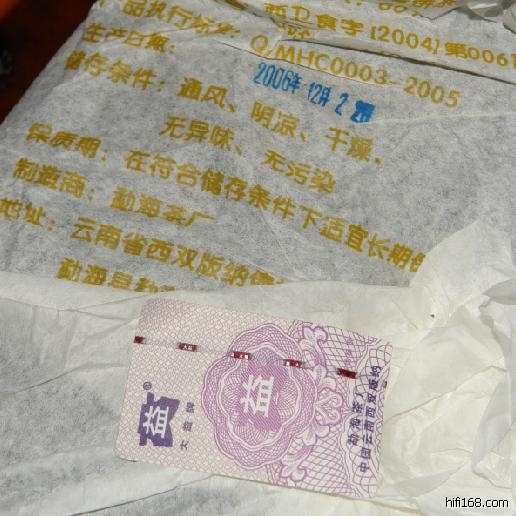 西卫食字 [2004] 第0061
产品执行标准: Q/MHC0003-2005
生产日期: 2006年 12月 2
储存条件: 通风、阴凉、干燥、
无异味、无污染
保质期: 在符合储存条件下适宜长期保
制造商: 勐海茶厂
地址: 云南省西双版纳傣
勐海县勐海
益
®
大益牌
益
勐海茶厂
中国云南西双版纳
hifi168.com